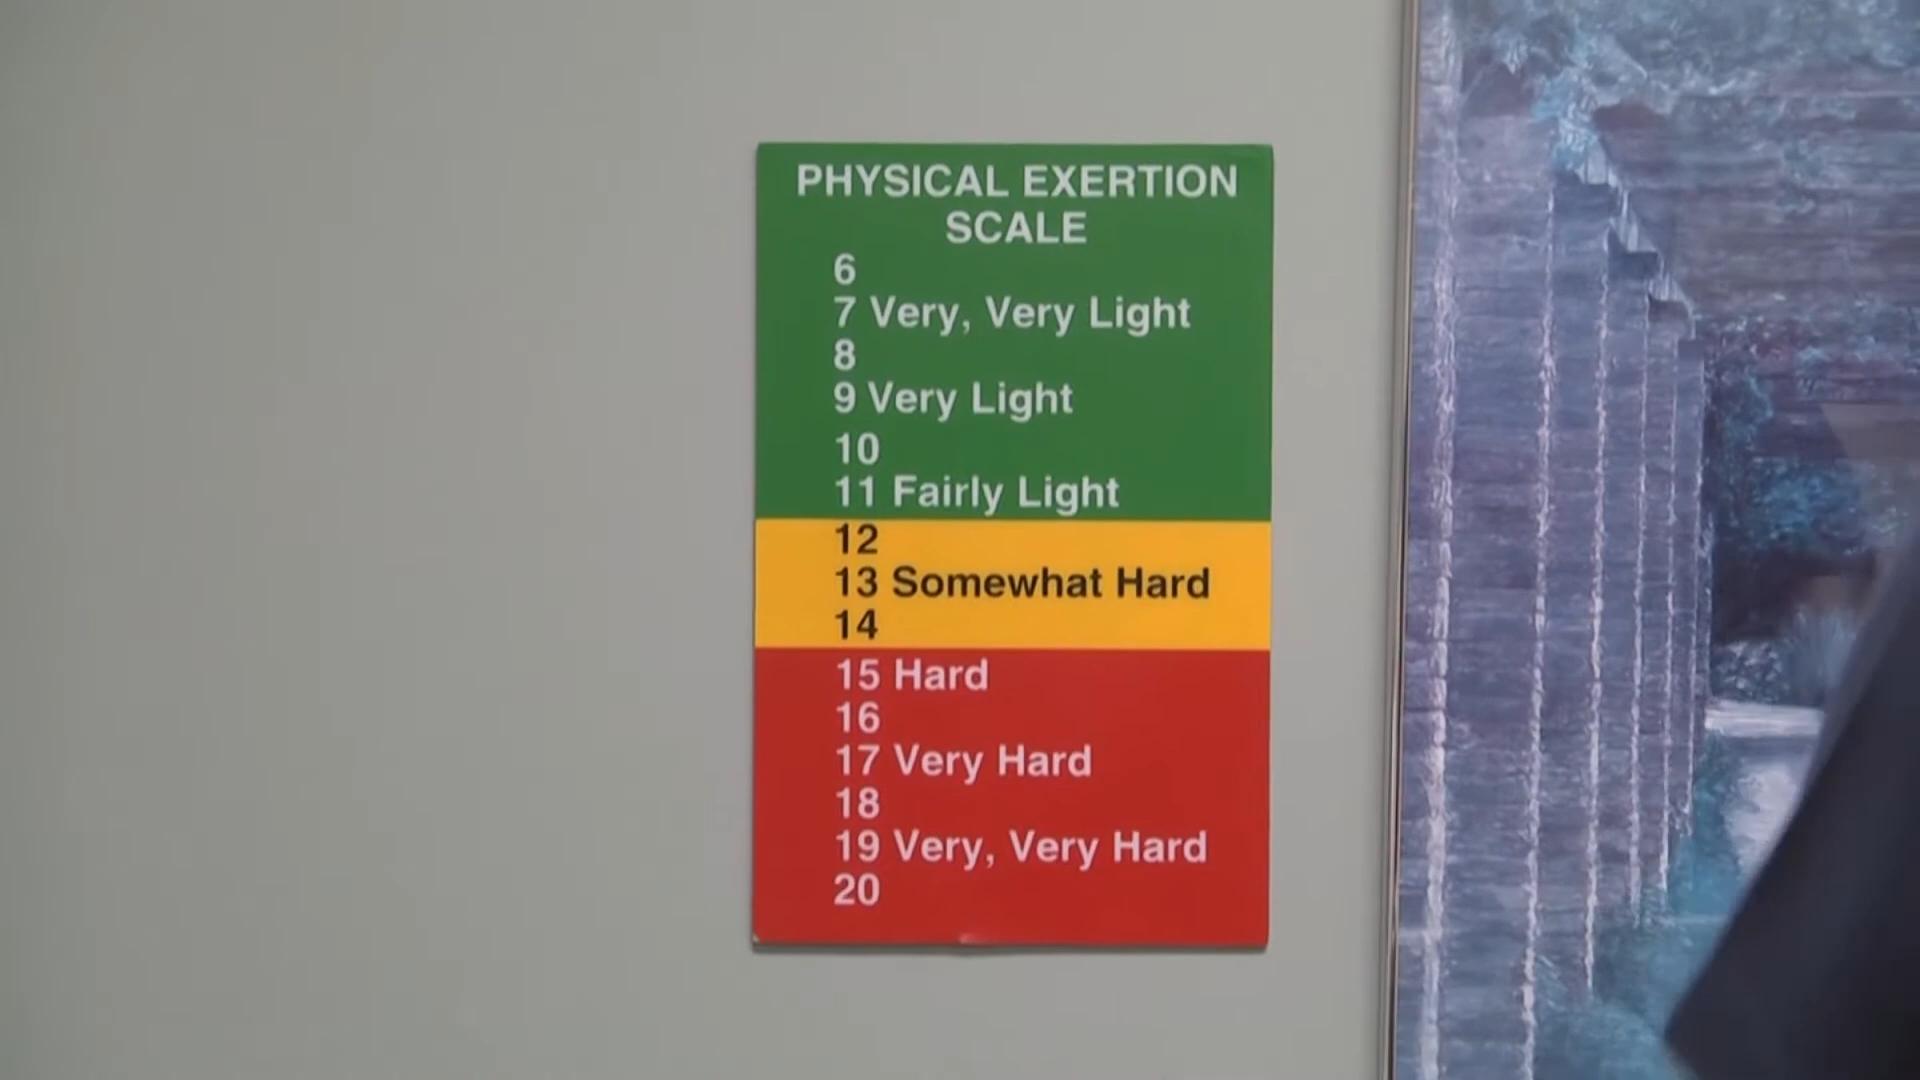 PHYSICAL EXERTION
SCALE
6
7 Very, Very Light
8
9 Very Light
10
11 Fairly Light
12
13 Somewhat Hard
14
15 Hard
16
17 Very Hard
18
19 Very, Very Hard
20